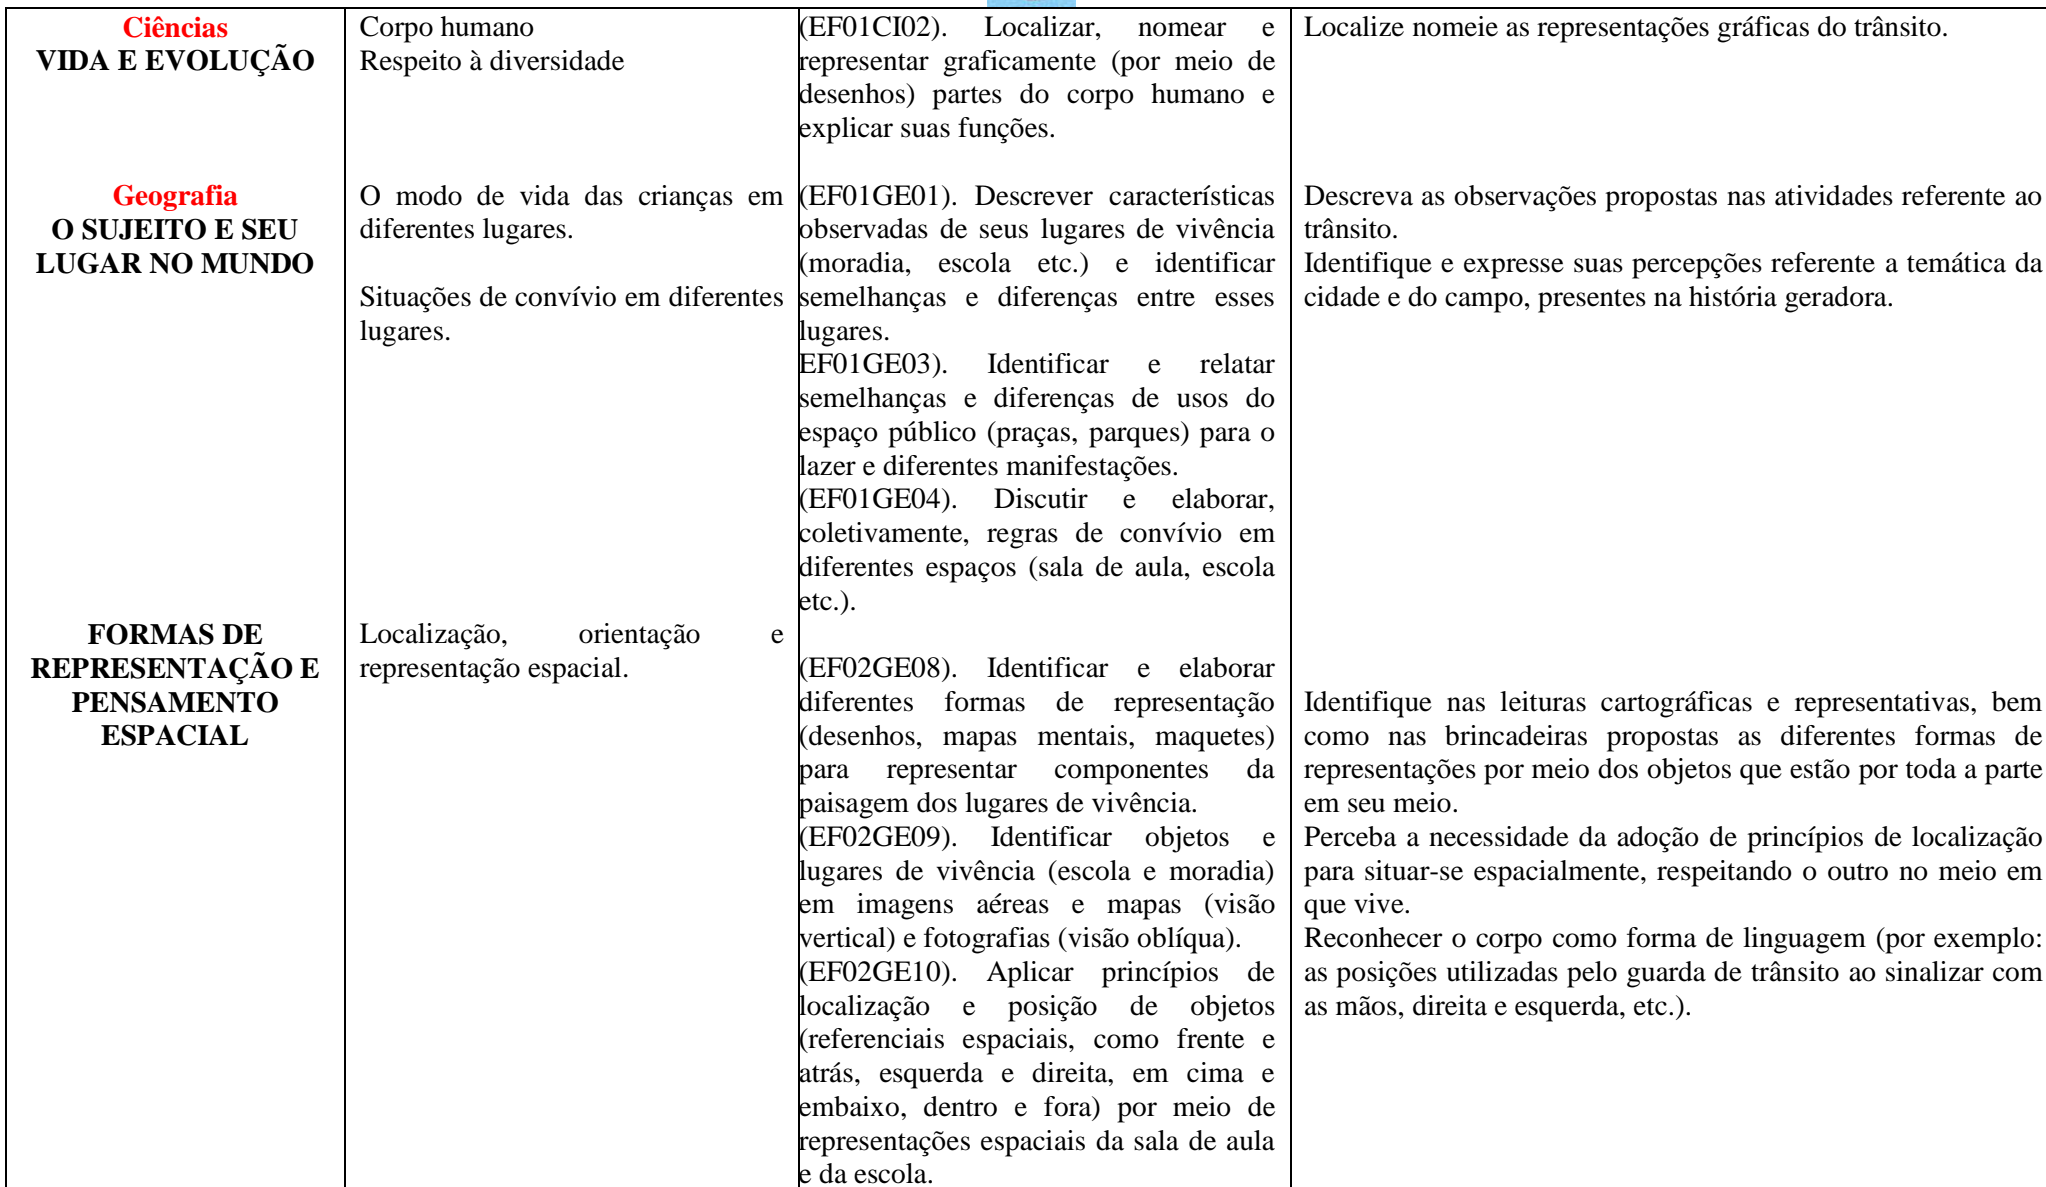 Ciências
VIDA E EVOLUÇÃO
Corpo humano
Respeito à diversidade
(EF01CI02). Localizar, nomear e
representar graficamente (por meio de
desenhos) partes do corpo humano e
explicar suas funções.
Localize nomeie as representações gráficas do trânsito.
Geografia
O SUJEITO E SEU
LUGAR NO MUNDO
O modo de vida das crianças em
diferentes lugares.
Situações de convívio em diferentes
lugares.
(EF01GE01). Descrever características
observadas de seus lugares de vivência
(moradia, escola etc.) e identificar
semelhanças e diferenças entre esses
lugares.
EF01GE03). Identificar e relatar
semelhanças e diferenças de usos do
espaço público (praças, parques) para o
lazer e diferentes manifestações.
(EF01GE04). Discutir e elaborar,
coletivamente, regras de convívio em
diferentes espaços (sala de aula, escola
etc.).
Descreva as observações propostas nas atividades referente ao
trânsito.
Identifique e expresse suas percepções referente a temática da
cidade e do campo, presentes na história geradora.
FORMAS DE
REPRESENTAÇÃO E
PENSAMENTO
ESPACIAL
Localização, orientação e
representação espacial.
(EF02GE08). Identificar e elaborar
diferentes formas de representação
(desenhos, mapas mentais, maquetes)
para representar componentes da
paisagem dos lugares de vivência.
(EF02GE09). Identificar objetos e
lugares de vivência (escola e moradia)
em imagens aéreas e mapas (visão
vertical) e fotografias (visão oblíqua).
(EF02GE10). Aplicar princípios de
localização e posição de objetos
(referenciais espaciais, como frente e
atrás, esquerda e direita, em cima e
embaixo, dentro e fora) por meio de
representações espaciais da sala de aula
e da escola.
Identifique nas leituras cartográficas e representativas, bem
como nas brincadeiras propostas as diferentes formas de
representações por meio dos objetos que estão por toda a parte
em seu meio.
Perceba a necessidade da adoção de princípios de localização
para situar-se espacialmente, respeitando o outro no meio em
que vive.
Reconhecer o corpo como forma de linguagem (por exemplo:
as posições utilizadas pelo guarda de trânsito ao sinalizar com
as mãos, direita e esquerda, etc.).